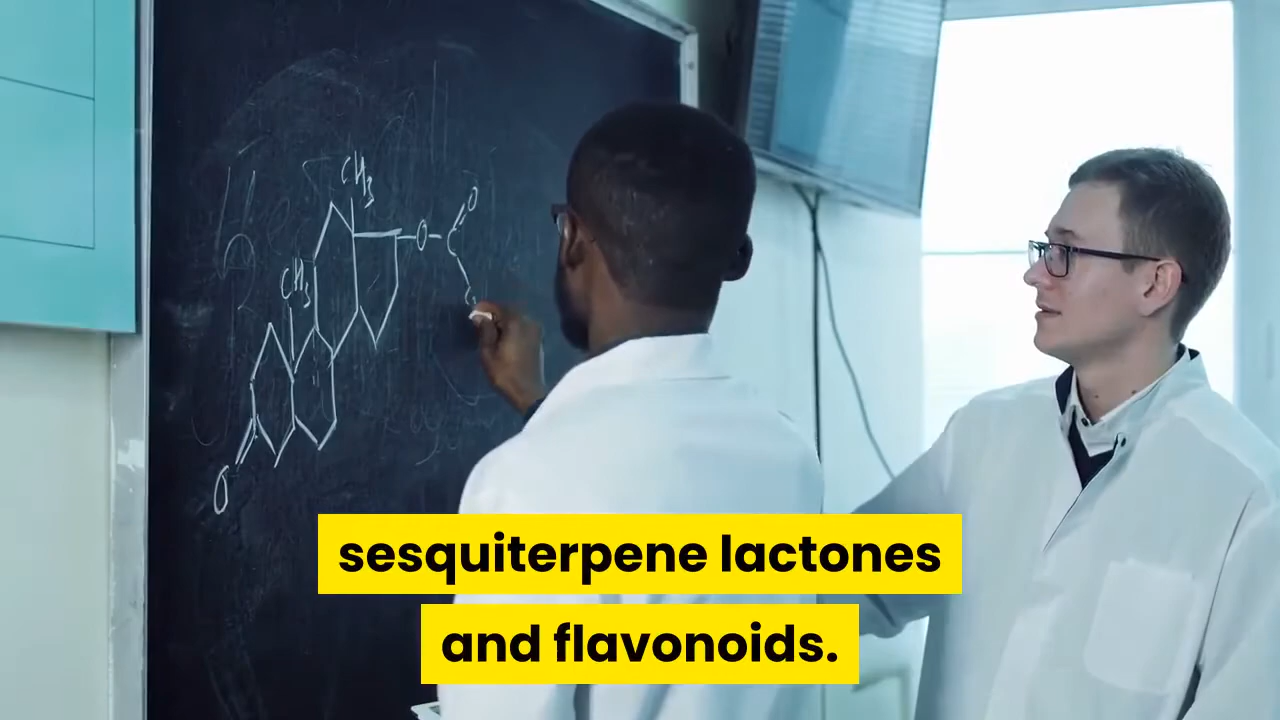 CH3
O
O
CH3
C
O
sesquiterpene lactones
and flavonoids.